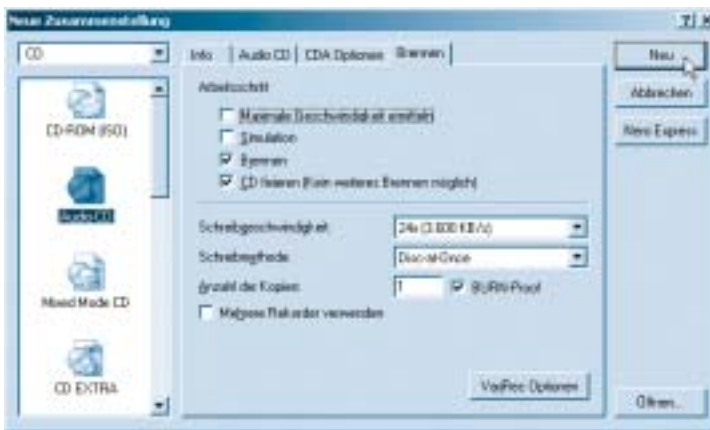 Neue Zusammenstellung
CD
CD-ROM (ISO)
Audio CD
Mixed Mode CD
CD EXTRA
Info
Audio CD
CDA Optionen
Brennen
Arbeitsschritt
Maximale Geschwindigkeit ermitteln
Simulation
Brennen
CD fixieren (Kein weiteres Brennen möglich!)
Schreibgeschwindigkeit
24x (3.600 KB/s)
Schreibmethode
Disc-at-Once
Anzahl der Kopien:
1
BURN-Proof
Mehrere Rekorder verwenden
VariRec Optionen
Neu
Abbrechen
Nero Express
Öffnen...